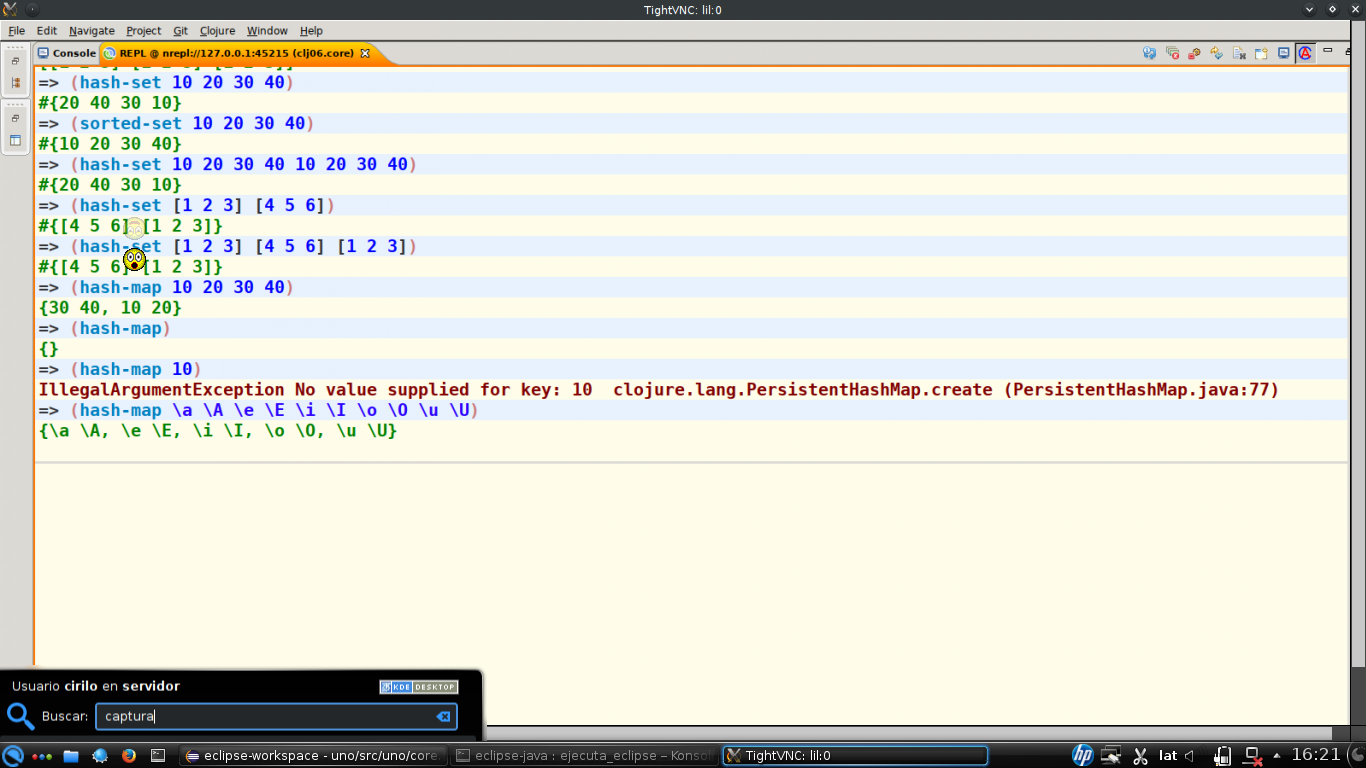 TightVNC: lil:0
File Edit Navigate Project Git Clojure Window Help
Console REPL @ nrepl://127.0.0.1:45215 (clj06.core)
=> (hash-set 10 20 30 40)
#{20 40 30 10}
=> (sorted-set 10 20 30 40)
#{10 20 30 40}
=> (hash-set 10 20 30 40 10 20 30 40)
#{20 40 30 10}
=> (hash-set [1 2 3] [4 5 6])
#{[4 5 6] [1 2 3]}
=> (hash-set [1 2 3] [4 5 6] [1 2 3])
#{[4 5 6] [1 2 3]}
=> (hash-map 10 20 30 40)
{30 40, 10 20}
=> (hash-map)
{}
=> (hash-map 10)
IllegalArgumentException No value supplied for key: 10  clojure.lang.PersistentHashMap.create (PersistentHashMap.java:77)
=> (hash-map \a \A \e \E \i \I \o \O \u \U)
{\a \A, \e \E, \i \I, \o \O, \u \U}
Usuario cirilo en servidor
KDE DESKTOP
Buscar: captura
eclipse-workspace - uno/src/uno/core eclipse-java : ejecuta_eclipse – Konso TightVNC: lil:0 hp lat 16:21